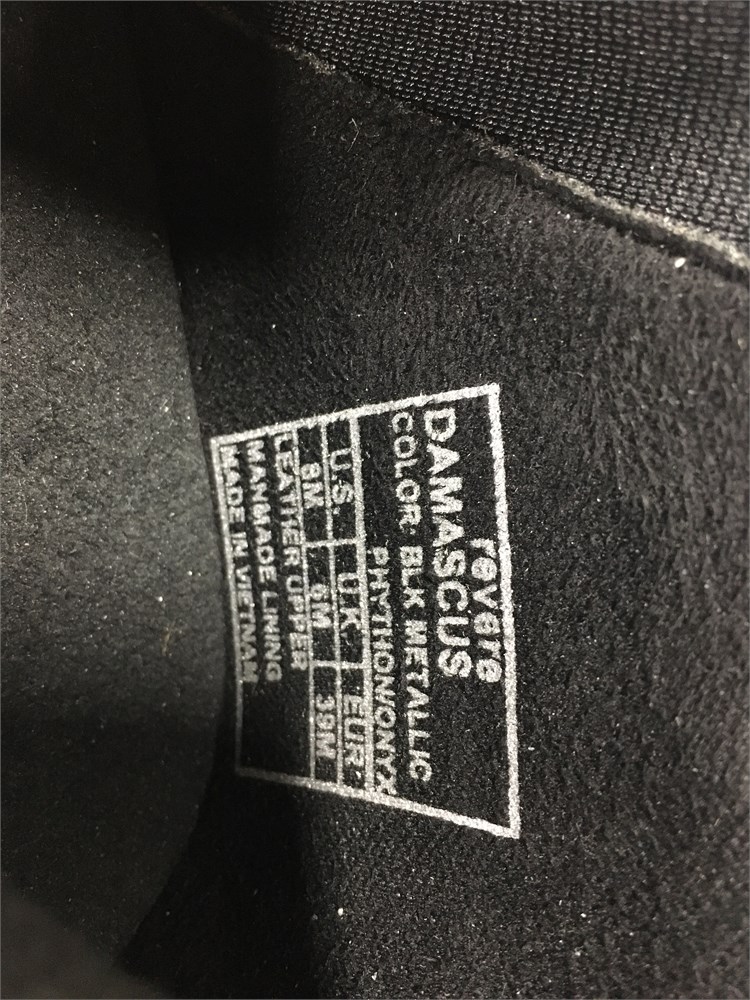 revere
DAMASCUS
COLOR: BLK METALLIC
PHYTHON/ONYX
U.S. U.K. EUR.
8M 6M 39M
LEATHER UPPER
MANMADE LINING
MADE IN VIETNAM